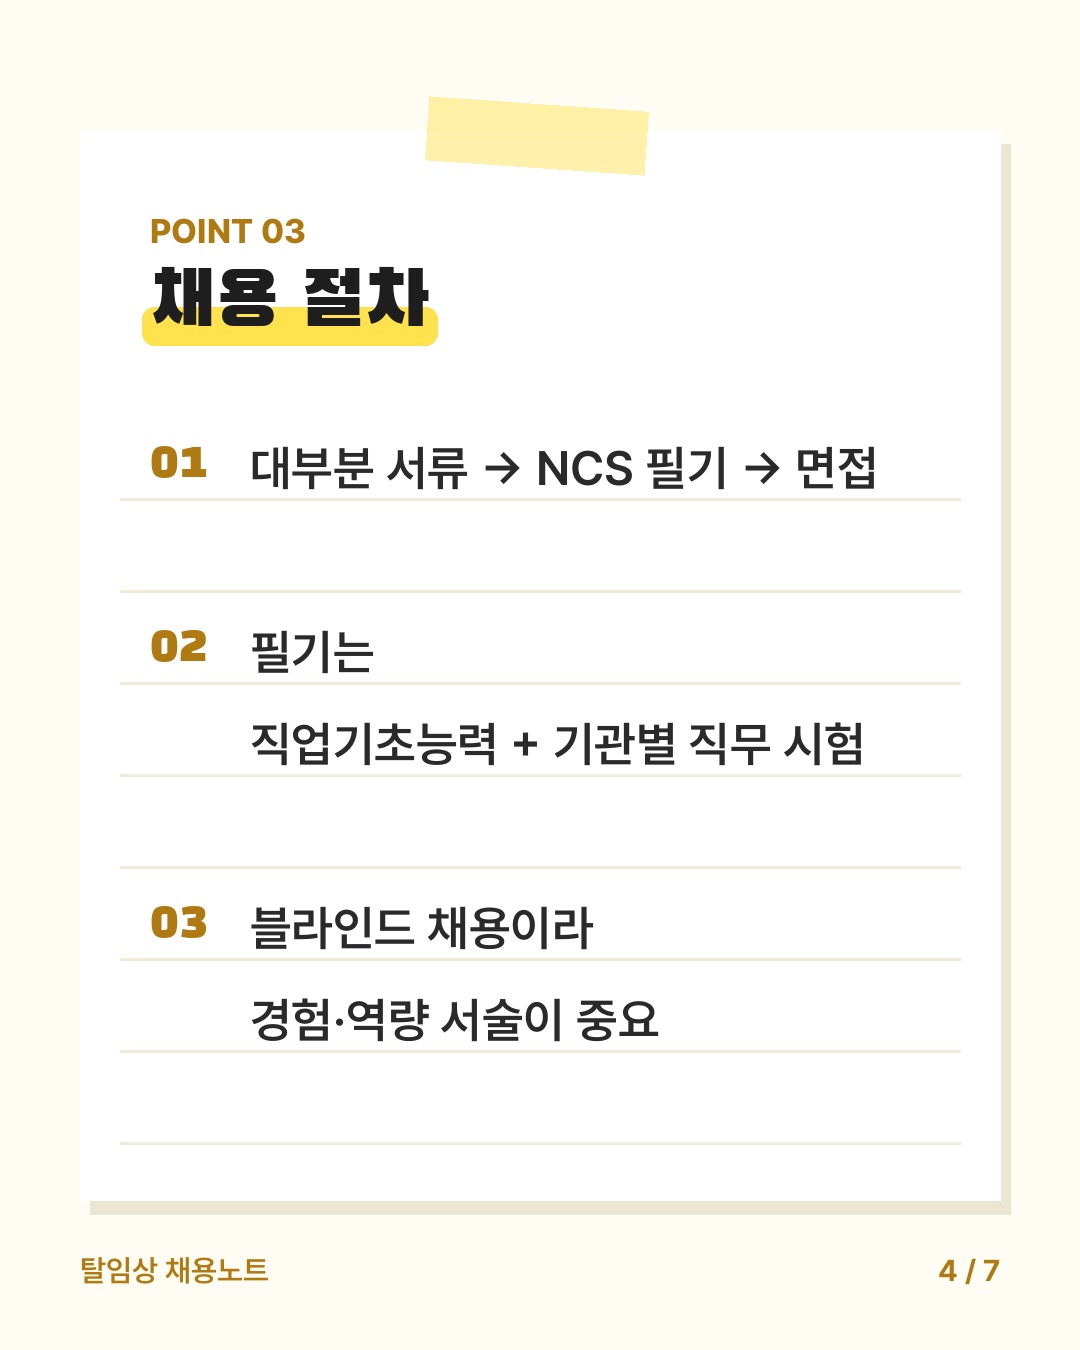 POINT 03
채용 절차
01 대부분 서류 → NCS 필기 → 면접
02 필기는
직업기초능력 + 기관별 직무 시험
03 블라인드 채용이라
경험·역량 서술이 중요
탈임상 채용노트
4 / 7